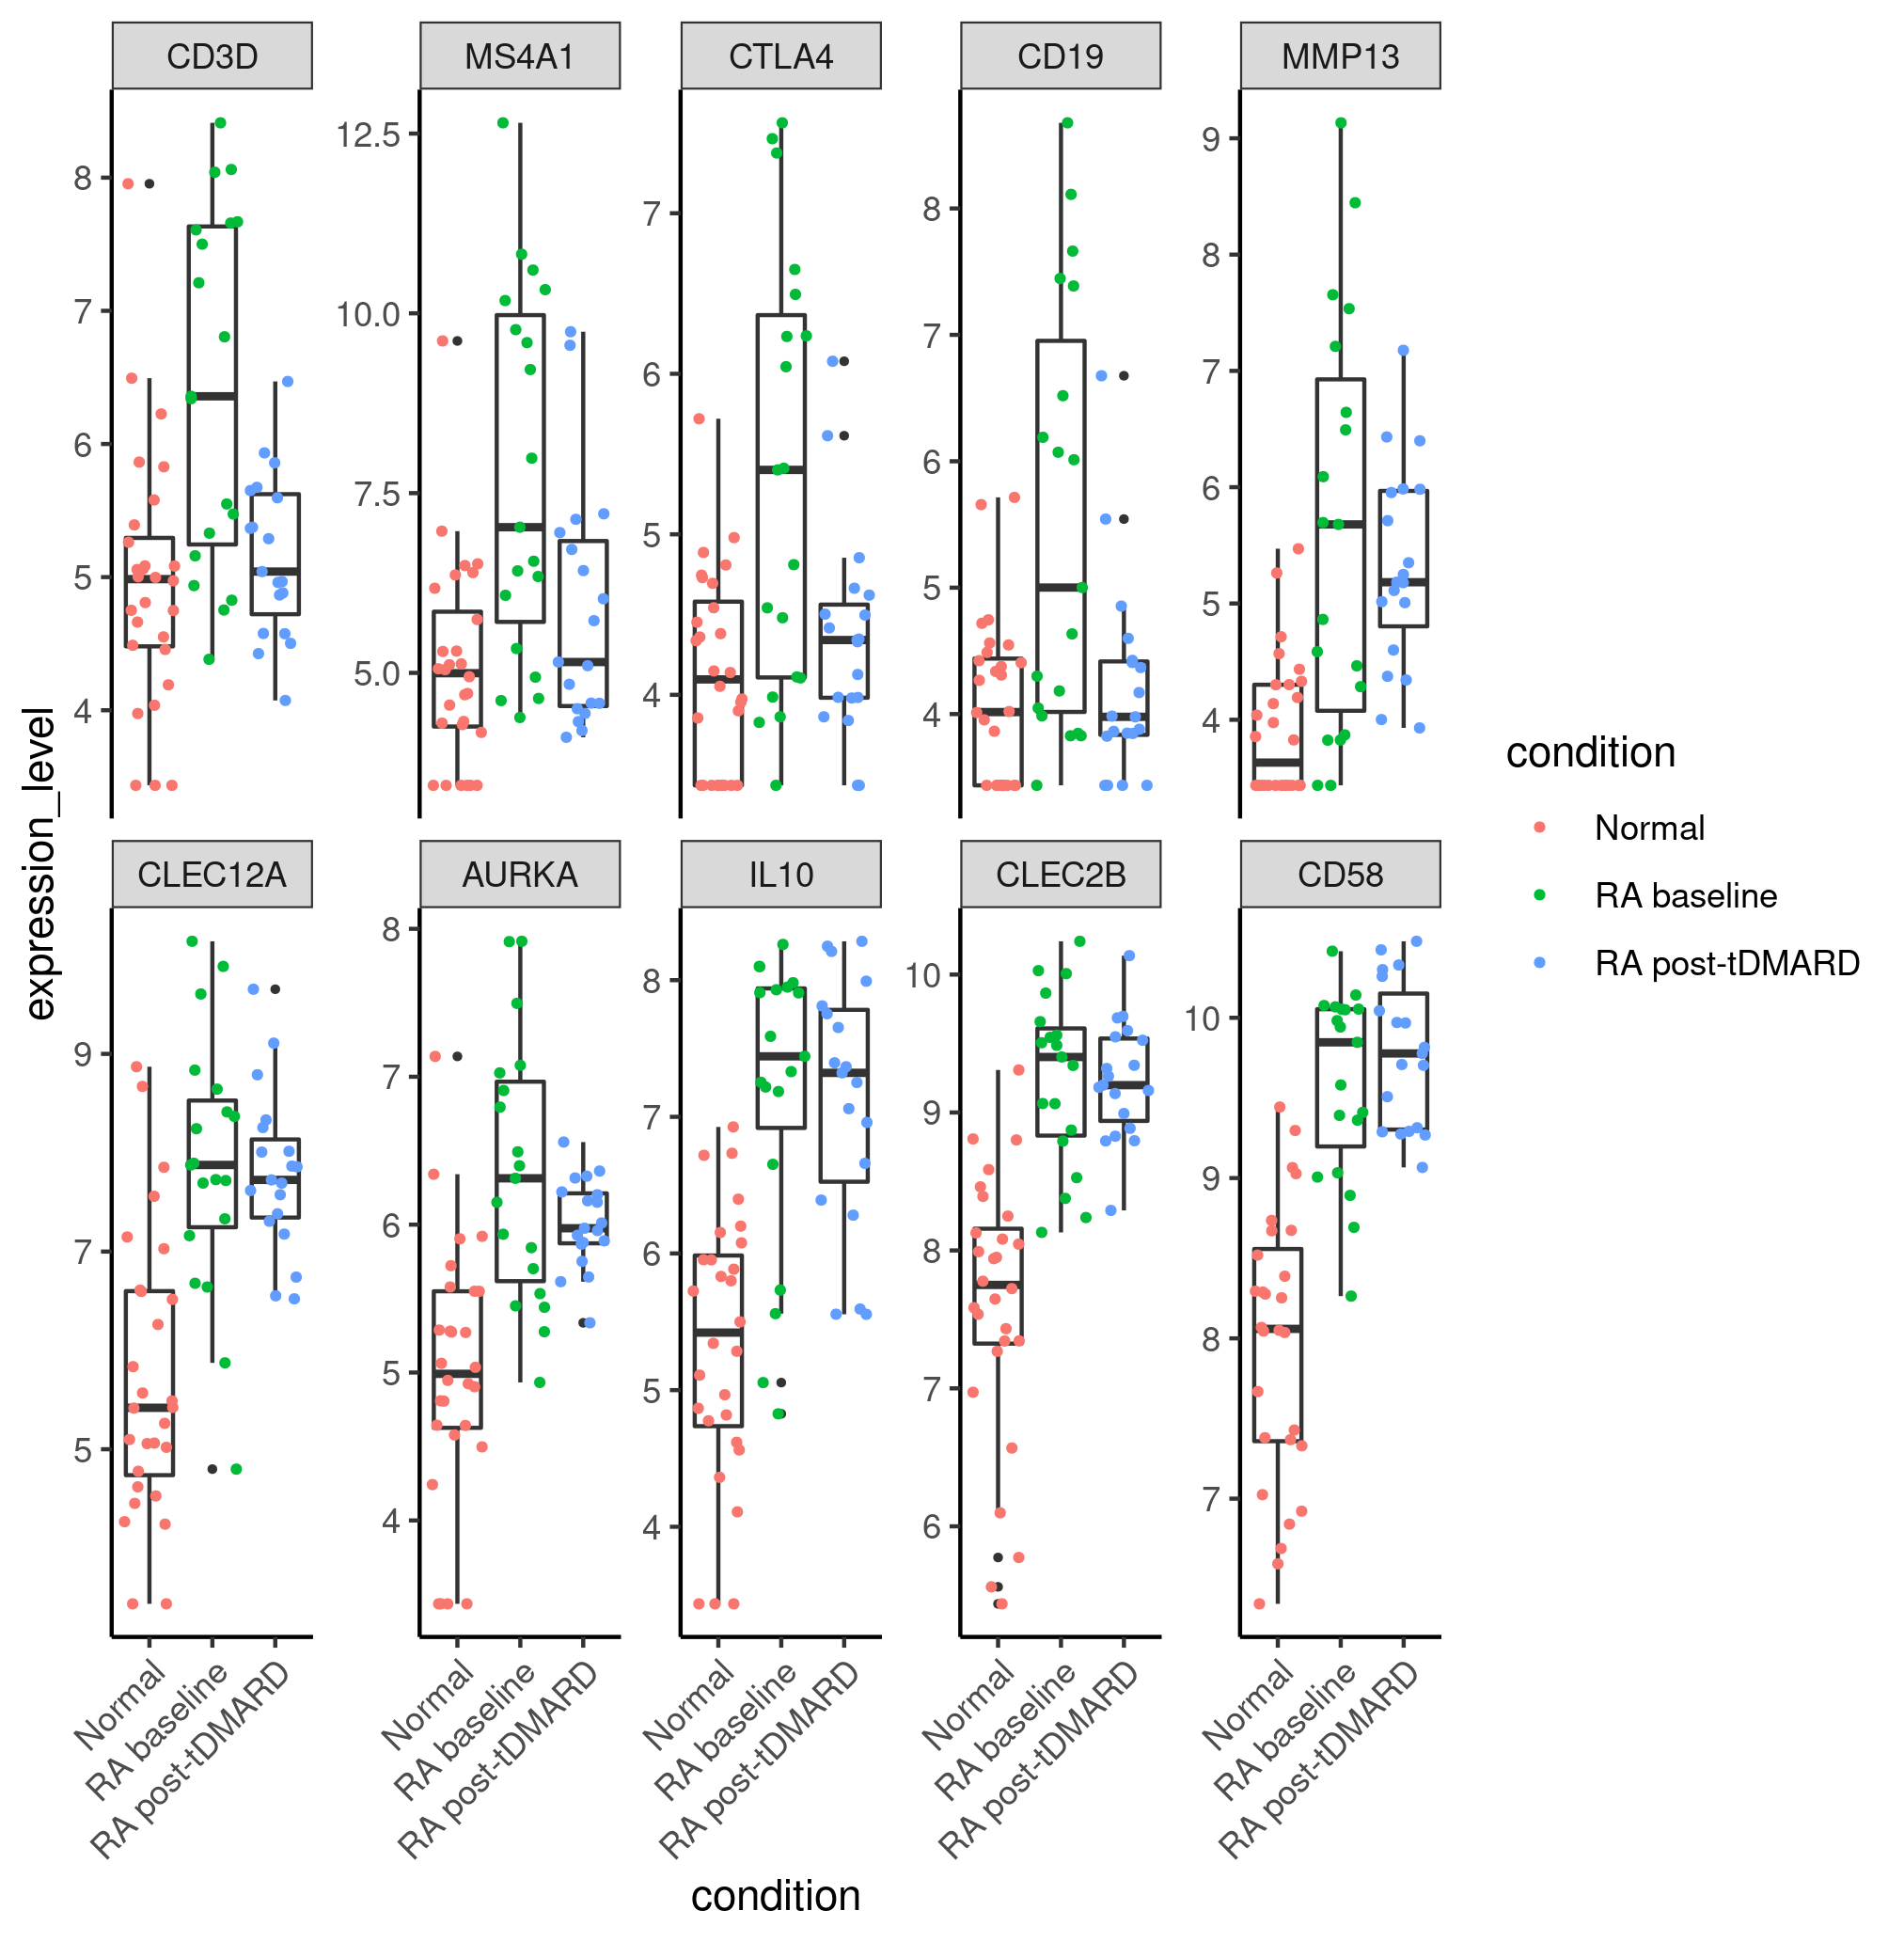 CD3D MS4A1 CTLA4 CD19 MMP13
8
7
6
5
4
12.5
10.0
7.5
5.0
7
6
5
4
8
7
6
5
4
9
8
7
6
5
4
expression_level
CLEC12A AURKA IL10 CLEC2B CD58
9
7
5
8
7
6
5
4
8
7
6
5
4
10
9
8
7
6
10
9
8
7
Normal
RA baseline
RA post-tDMARD
Normal
RA baseline
RA post-tDMARD
Normal
RA baseline
RA post-tDMARD
Normal
RA baseline
RA post-tDMARD
Normal
RA baseline
RA post-tDMARD
condition
condition
Normal
RA baseline
RA post-tDMARD